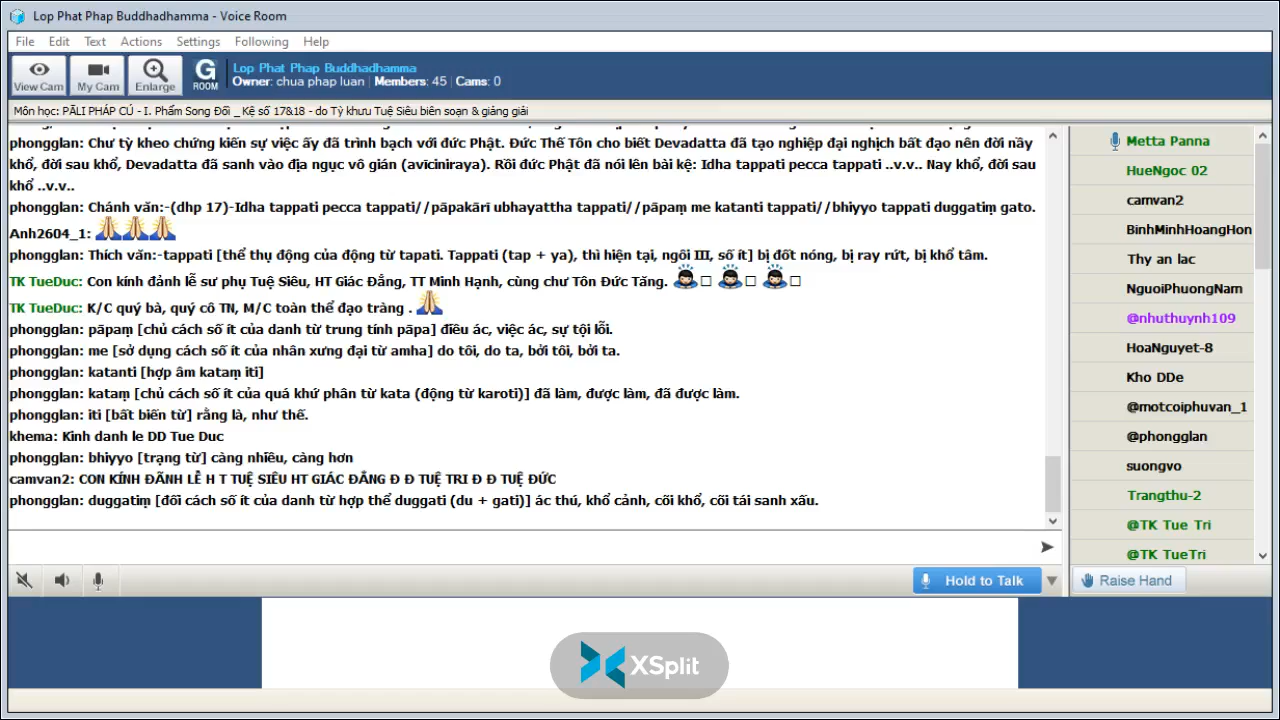 Lop Phat Phap Buddhadhamma - Voice Room
File Edit Text Actions Settings Following Help
View Cam My Cam Enlarge G ROOM Lop Phat Phap Buddhadhamma
Owner: chua phap luan | Members: 45 | Cams: 0
Môn học: PĀLI PHÁP CÚ - I. Phẩm Song Đối _ Kệ số 17&18 - do Tỳ khưu Tuệ Siêu biên soạn & giảng giải
phongglan: Chư tỳ kheo chứng kiến sự việc ấy đã trình bạch với đức Phật. Đức Thế Tôn cho biết Devadatta đã tạo nghiệp đại nghịch bất đạo nên đời nầy
khổ, đời sau khổ, Devadatta đã sanh vào địa ngục vô gián (avīciniraya). Rồi đức Phật đã nói lên bài kệ: Idha tappati pecca tappati ..v.v.. Nay khổ, đời sau
khổ ..v.v..
phongglan: Chánh văn:-(dhp 17)-Idha tappati pecca tappati//pāpakārī ubhayattha tappati//pāpaṃ me katanti tappati//bhiyyo tappati duggatiṃ gato.
Anh2604_1:
phongglan: Thích văn:-tappati [thể thụ động của động từ tapati. Tappati (tap + ya), thì hiện tại, ngôi III, số ít] bị đốt nóng, bị ray rứt, bị khổ tâm.
TK TueDuc: Con kính đảnh lễ sư phụ Tuệ Siêu, HT Giác Đẳng, TT Minh Hạnh, cùng chư Tôn Đức Tăng.
TK TueDuc: K/C quý bà, quý cô TN, M/C toàn thể đạo tràng .
phongglan: pāpaṃ [chủ cách số ít của danh từ trung tính pāpa] điều ác, việc ác, sự tội lỗi.
phongglan: me [sở dụng cách số ít của nhân xưng đại từ amha] do tôi, do ta, bởi tôi, bởi ta.
phongglan: katanti [hợp âm kataṃ iti]
phongglan: kataṃ [chủ cách số ít của quá khứ phân từ kata (động từ karoti)] đã làm, được làm, đã được làm.
phongglan: iti [bất biến từ] rằng là, như thế.
khema: Kinh danh le DD Tue Duc
phongglan: bhiyyo [trạng từ] càng nhiều, càng hơn
camvan2: CON KÍNH ĐÃNH LỄ H T TUỆ SIÊU HT GIÁC ĐẲNG Đ Đ TUỆ TRI Đ Đ TUỆ ĐỨC
phongglan: duggatiṃ [đối cách số ít của danh từ hợp thể duggati (du + gati)] ác thú, khổ cảnh, cõi khổ, cõi tái sanh xấu.
Metta Panna
HueNgoc 02
camvan2
BinhMinhHoangHon
Thy an lac
NguoiPhuongNam
@nhuthuynh109
HoaNguyet-8
Kho DDe
@motcoiphuvan_1
@phongglan
suongvo
Trangthu-2
@TK Tue Tri
@TK TueTri
Hold to Talk Raise Hand
XSplit